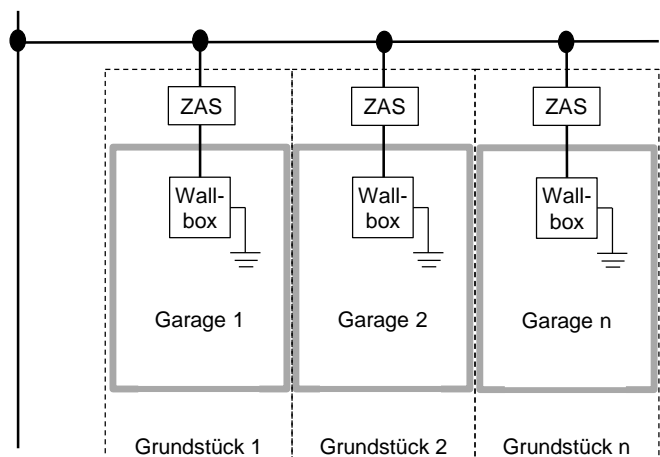 ZAS
ZAS
ZAS
Wall-
box
Wall-
box
Wall-
box
Garage 1
Garage 2
Garage n
Grundstück 1
Grundstück 2
Grundstück n